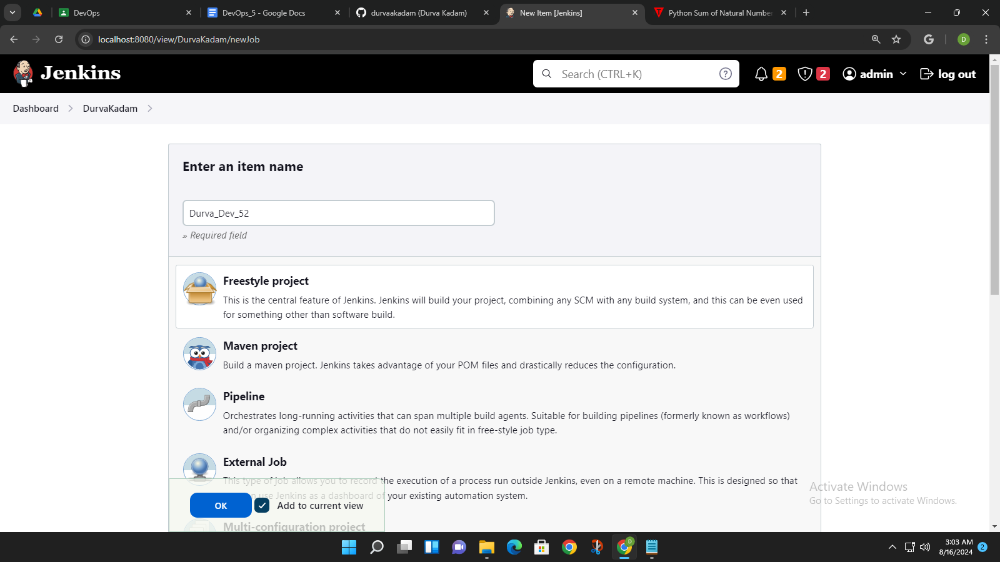 DevOps
DevOps_5 - Google Docs
durvaakadam (Durva Kadam)
New Item [Jenkins]
Python Sum of Natural Number
localhost:8080/view/DurvaKadam/newJob
D
Jenkins
Search (CTRL+K)
2
2
admin
log out
Dashboard
DurvaKadam
Enter an item name
Durva_Dev_52
» Required field
Freestyle project
This is the central feature of Jenkins. Jenkins will build your project, combining any SCM with any build system, and this can be even used
for something other than software build.
Maven project
Build a maven project. Jenkins takes advantage of your POM files and drastically reduces the configuration.
Pipeline
Orchestrates long-running activities that can span multiple build agents. Suitable for building pipelines (formerly known as workflows)
and/or organizing complex activities that do not easily fit in free-style job type.
External Job
This type of job allows you to record the execution of a process run outside Jenkins, even on a remote machine. This is designed so that
use Jenkins as a dashboard of your existing automation system.
OK
Add to current view
Multi-configuration project
Activate Windows
Go to Settings to activate Windows.
D
3:03 AM
8/16/2024
2